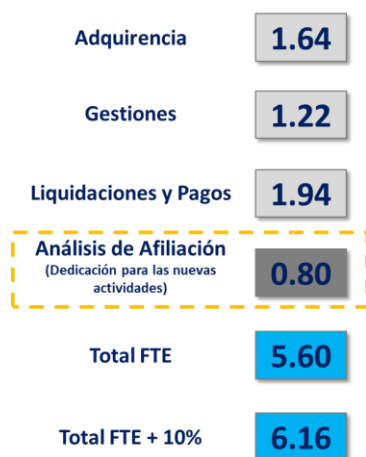 Adquirencia 1.64
Gestiones 1.22
Liquidaciones y Pagos 1.94
Análisis de Afiliación
(Dedicación para las nuevas
actividades)
0.80
Total FTE 5.60
Total FTE + 10% 6.16